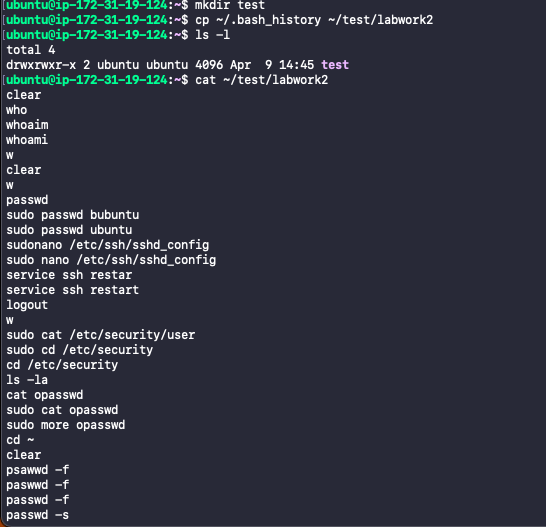 [ubuntu@ip-172-31-19-124:~$ mkdir test
[ubuntu@ip-172-31-19-124:~$ cp ~/.bash_history ~/test/labwork2
[ubuntu@ip-172-31-19-124:~$ ls -l
total 4
drwxrwxr-x 2 ubuntu ubuntu 4096 Apr  9 14:45 test
[ubuntu@ip-172-31-19-124:~$ cat ~/test/labwork2
clear
who
whoaim
whoami
w
clear
w
passwd
sudo passwd bubuntu
sudo passwd ubuntu
sudonano /etc/ssh/sshd_config
sudo nano /etc/ssh/sshd_config
service ssh restar
service ssh restart
logout
w
sudo cat /etc/security/user
sudo cd /etc/security
cd /etc/security
ls -la
cat opasswd
sudo cat opasswd
sudo more opasswd
cd ~
clear
psawwd -f
paswwd -f
passwd -f
passwd -s